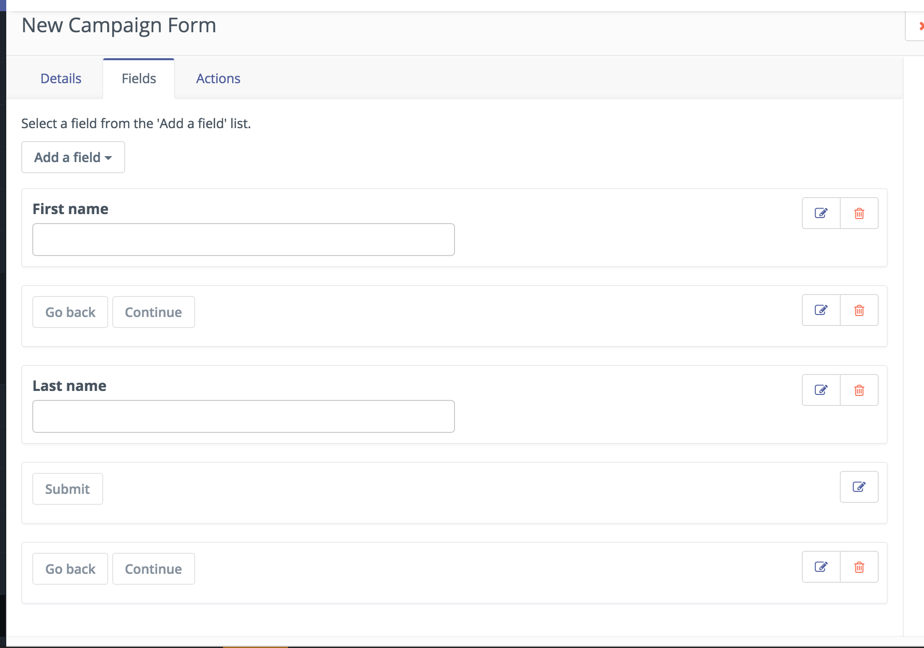 New Campaign Form
Details
Fields
Actions
Select a field from the 'Add a field' list.
Add a field
First name
Go back
Continue
Last name
Submit
Go back
Continue